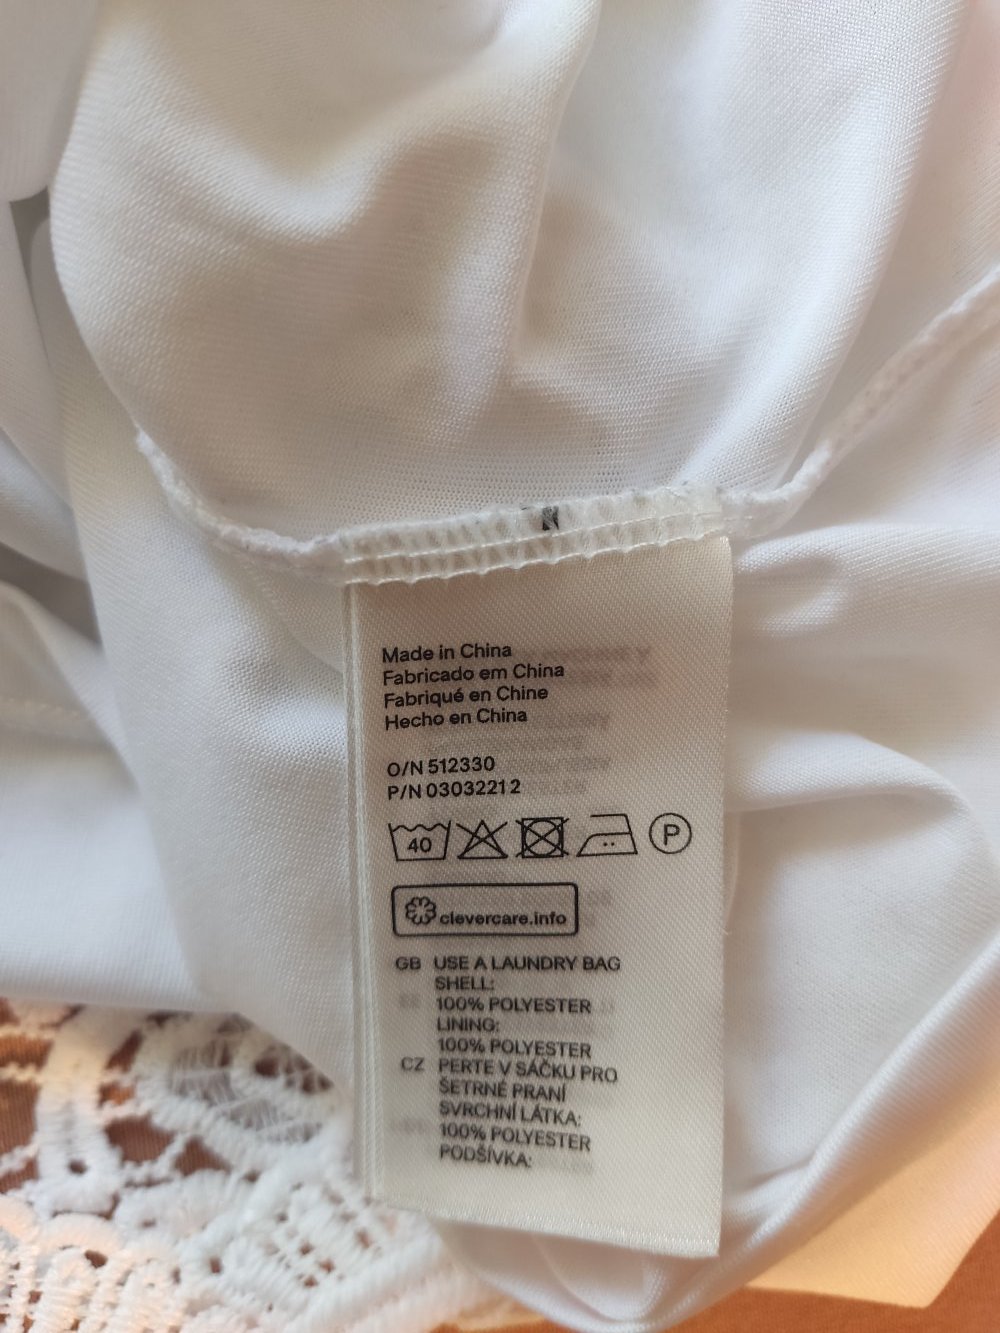 Made in China
Fabricado em China
Fabriqué en Chine
Hecho en China
O/N 512330
P/N 03032212
40 P
clevercare.info
GB USE A LAUNDRY BAG
SHELL:
100% POLYESTER
LINING:
100% POLYESTER
CZ PERTE V SÁČKU PRO
ŠETRNÉ PRANÍ
SVRCHNÍ LÁTKA:
100% POLYESTER
PODŠÍVKA: